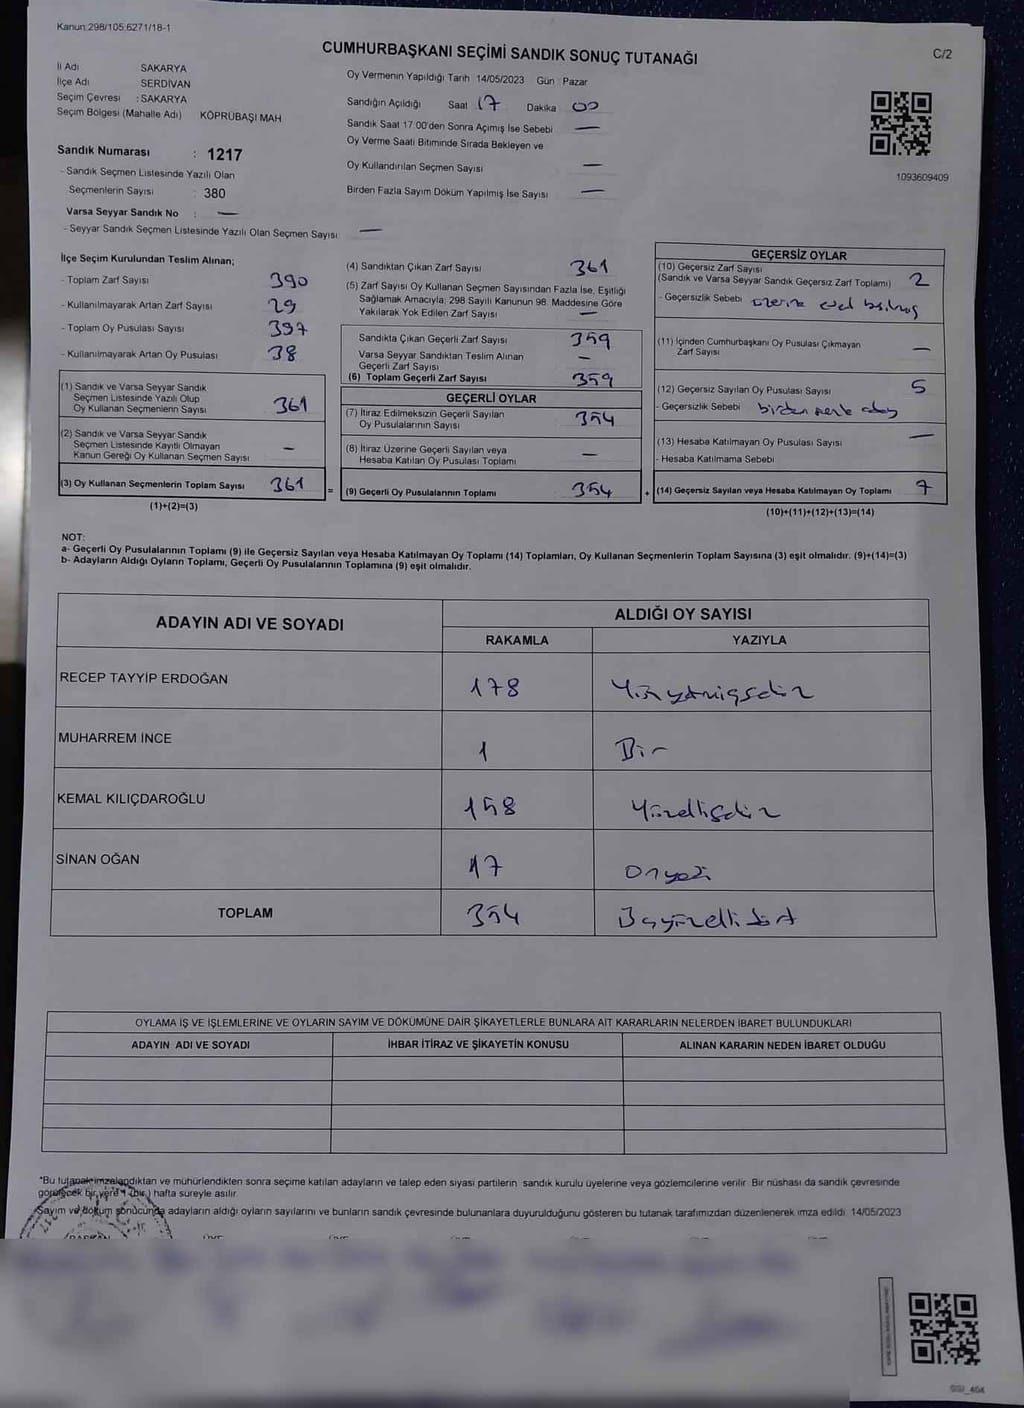 Kanun:298/105,6271/18-1
CUMHURBAŞKANI SEÇİMİ SANDIK SONUÇ TUTANAĞI
C/2
İl Adı SAKARYA
İlçe Adı SERDİVAN
Seçim Çevresi : SAKARYA
Seçim Bölgesi (Mahalle Adı) KÖPRÜBAŞI MAH
Sandık Numarası : 1217
- Sandık Seçmen Listesinde Yazılı Olan
Seçmenlerin Sayısı 380
Varsa Seyyar Sandık No : —
- Seyyar Sandık Seçmen Listesinde Yazılı Olan Seçmen Sayısı —
Oy Vermenin Yapıldığı Tarih 14/05/2023 Gün Pazar
Sandığın Açıldığı Saat 17 Dakika 00
Sandık Saat 17:00'den Sonra Açımış İse Sebebi —
Oy Verme Saati Bitiminde Sırada Bekleyen ve
Oy Kullandırılan Seçmen Sayısı —
Birden Fazla Sayım Döküm Yapılmış İse Sayısı —
1093609409
İlçe Seçim Kurulundan Teslim Alınan;
- Toplam Zarf Sayısı 390
- Kullanılmayarak Artan Zarf Sayısı 29
- Toplam Oy Pusulası Sayısı 397
- Kullanılmayarak Artan Oy Pusulası 38
(1) Sandık ve Varsa Seyyar Sandık
Seçmen Listesinde Yazılı Olup
Oy Kullanan Seçmenlerin Sayısı 361
(2) Sandık ve Varsa Seyyar Sandık
Seçmen Listesinde Kayıtlı Olmayan
Kanun Gereği Oy Kullanan Seçmen Sayısı —
(3) Oy Kullanan Seçmenlerin Toplam Sayısı 361
(1)+(2)=(3)
(4) Sandıktan Çıkan Zarf Sayısı 361
(5) Zarf Sayısı Oy Kullanan Seçmen Sayısından Fazla İse, Eşitliği
Sağlamak Amacıyla; 298 Sayılı Kanunun 98. Maddesine Göre
Yakılarak Yok Edilen Zarf Sayısı —
Sandıkta Çıkan Geçerli Zarf Sayısı 359
Varsa Seyyar Sandıktan Teslim Alınan
Geçerli Zarf Sayısı —
(6) Toplam Geçerli Zarf Sayısı 359
GEÇERLİ OYLAR
(7) İtiraz Edilmeksizin Geçerli Sayılan
Oy Pusulalarının Sayısı 354
(8) İtiraz Üzerine Geçerli Sayılan veya
Hesaba Katılan Oy Pusulası Toplamı —
= (9) Geçerli Oy Pusulalarının Toplamı 354
GEÇERSİZ OYLAR
(10) Geçersiz Zarf Sayısı
(Sandık ve Varsa Seyyar Sandık Geçersiz Zarf Toplamı) 2
- Geçersizlik Sebebi üzerine
(11) İçinden Cumhurbaşkanı Oy Pusulası Çıkmayan
Zarf Sayısı —
(12) Geçersiz Sayılan Oy Pusulası Sayısı 5
- Geçersizlik Sebebi birden
(13) Hesaba Katılmayan Oy Pusulası Sayısı —
- Hesaba Katılmama Sebebi
+ (14) Geçersiz Sayılan veya Hesaba Katılmayan Oy Toplamı 7
(10)+(11)+(12)+(13)=(14)
NOT:
a- Geçerli Oy Pusulalarının Toplamı (9) ile Geçersiz Sayılan veya Hesaba Katılmayan Oy Toplamı (14) Toplamları, Oy Kullanan Seçmenlerin Toplam Sayısına (3) eşit olmalıdır. (9)+(14)=(3)
b- Adayların Aldığı Oyların Toplamı, Geçerli Oy Pusulalarının Toplamına (9) eşit olmalıdır.
ADAYIN ADI VE SOYADI ALDIĞI OY SAYISI
RAKAMLA YAZIYLA
RECEP TAYYİP ERDOĞAN 178 Yüzyetmişsekiz
MUHARREM İNCE 1 Bir
KEMAL KILIÇDAROĞLU 158 Yüzellisekiz
SİNAN OĞAN 17 Onyedi
TOPLAM 354 Üçyüzellidört
OYLAMA İŞ VE İŞLEMLERİNE VE OYLARIN SAYIM VE DÖKÜMÜNE DAİR ŞİKAYETLERLE BUNLARA AİT KARARLARIN NELERDEN İBARET BULUNDUKLARI
ADAYIN ADI VE SOYADI İHBAR İTİRAZ VE ŞİKAYETİN KONUSU ALINAN KARARIN NEDEN İBARET OLDUĞU
*Bu tutanak imzalandıktan ve mühürlendikten sonra seçime katılan adayların ve talep eden siyasi partilerin sandık kurulu üyelerine veya gözlemcilerine verilir. Bir nüshası da sandık çevresinde
görülecek bir yere 1 (bir) hafta süreyle asılır.
Sayım ve döküm sonucunda adayların aldığı oyların sayılarını ve bunların sandık çevresinde bulunanlara duyurulduğunu gösteren bu tutanak tarafımızdan düzenlenerek imza edildi. 14/05/2023